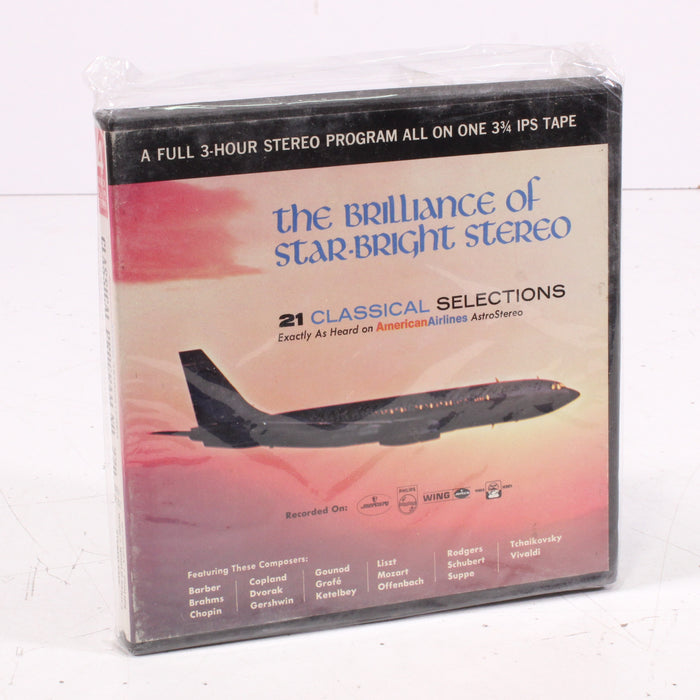 A FULL 3-HOUR STEREO PROGRAM ALL ON ONE 3¾ IPS TAPE
the BRILLIANCE of
STAR-BRIGHT STEREO
21 CLASSICAL SELECTIONS
Exactly As Heard on AmericanAirlines AstroStereo
Recorded On: mercury PHILIPS WING
Featuring These Composers:
Barber
Brahms
Chopin
Copland
Dvorak
Gershwin
Gounod
Grofé
Ketelbey
Liszt
Mozart
Offenbach
Rodgers
Schubert
Suppe
Tchaikovsky
Vivaldi
CLASSICAL PROGRAM NO.